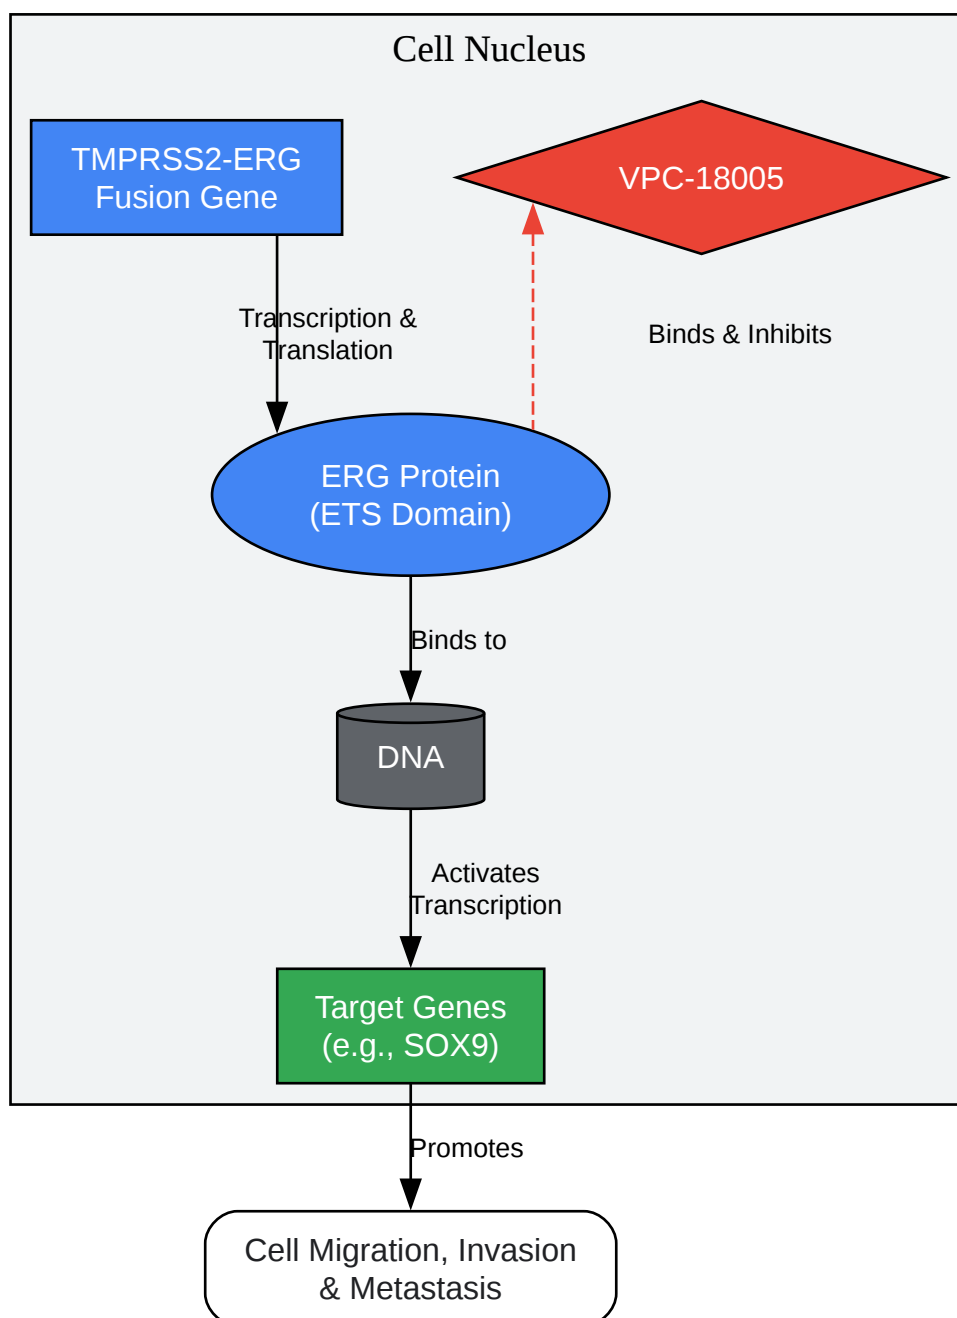 Cell Nucleus
TMPRSS2-ERG
Fusion Gene
VPC-18005
Transcription &
Translation
Binds & Inhibits
ERG Protein
(ETS Domain)
Binds to
DNA
Activates
Transcription
Target Genes
(e.g., SOX9)
Promotes
Cell Migration, Invasion
& Metastasis